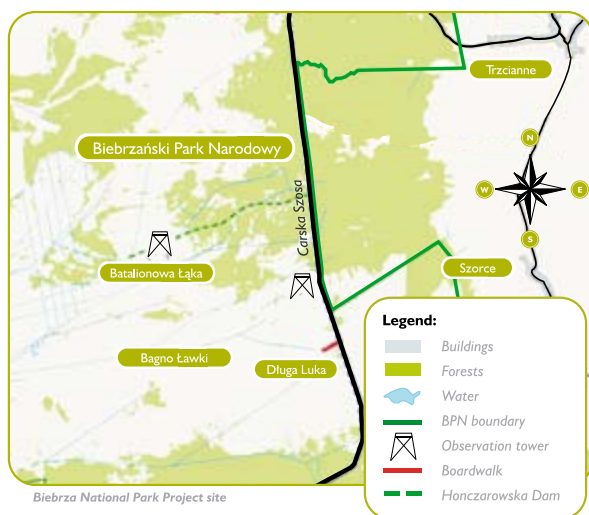 Trzcianne
N
Biebrzański Park Narodowy
W
E
Carska Szosa
S
Batalionowa Łąka
Szorce
Bagno Ławki
Długa Luka
Legend:
Buildings
Forests
Water
BPN boundary
Observation tower
Boardwalk
Honczarowska Dam
Biebrza National Park Project site